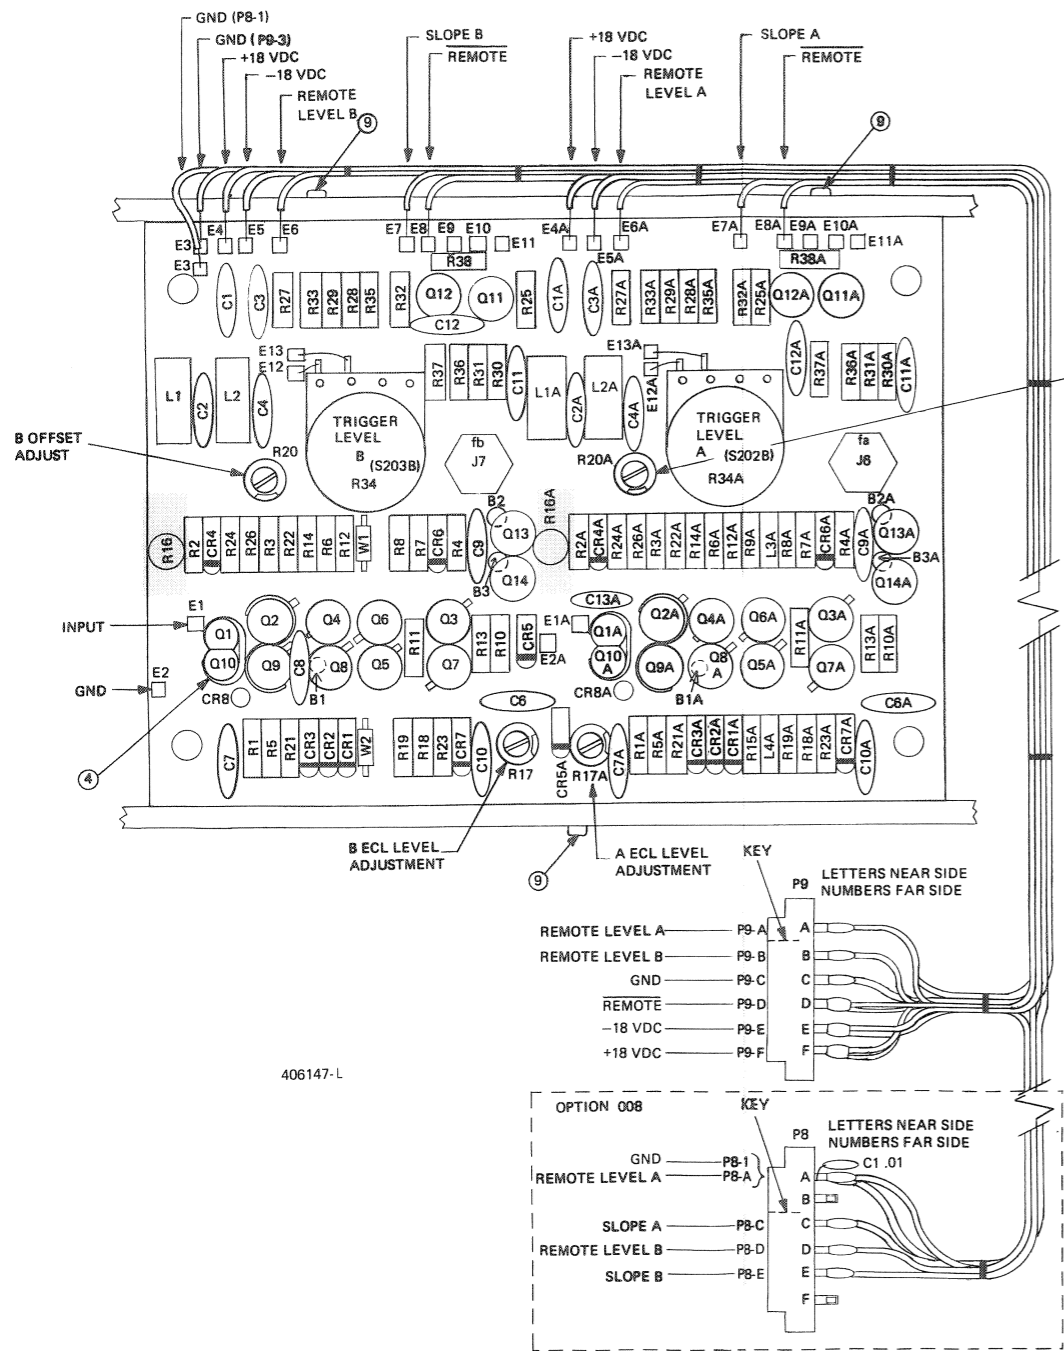 GND (P8-1)
GND (P9-3)
+18 VDC
−18 VDC
REMOTE
LEVEL B
9
SLOPE B
REMOTE
+18 VDC
−18 VDC
REMOTE
LEVEL A
SLOPE A
REMOTE
9
E3 E4 E5 E6 E7 E8 E9 E10 E11 E4A E5A E6A E7A E8A E9A E10A E11A
E3
R38 R38A
C1 C3 R27 R33 R29 R28 R35 R32 Q12 Q11 R25 C1A C3A R27A R33A R29A R28A R35A R32A R25A Q12A Q11A
C12
E13 E13A
E12 E12A
L1 C2 L2 C4 R37 R36 R31 R30 C11 L1A C2A L2A C4A C12A R37A R36A R31A R30A C11A
TRIGGER
LEVEL
B
(S203B)
R34
TRIGGER
LEVEL
A
(S202B)
R34A
fb
J7
fa
J6
B OFFSET
ADJUST
R20
R20A
B2 B2A
R16 R2 CR4 R24 R26 R3 R22 R14 R6 R12 W1 R8 R7 CR6 R4 C9 Q13 R16A R2A CR4A R24A R26A R3A R22A R14A R6A R12A R9A L3A R8A R7A CR6A R4A C9A Q13A
B3 Q14 B3A Q14A
INPUT
E1 Q1 Q2 Q4 Q6 R11 Q3 R13 R10 CR5 E1A C13A Q1A Q2A Q4A Q6A R11A Q3A R13A R10A
E2A
GND
E2 Q10 Q9 C8 Q8 Q5 Q7 Q10
A Q9A Q8
A Q5A Q7A
CR8 B1 C6 CR8A B1A C6A
C7 R1 R5 R21 CR3 CR2 CR1 W2 R19 R18 R23 CR7 C10 R17 CR5A R17A C7A R1A R5A R21A CR3A CR2A CR1A R15A L4A R19A R18A R23A CR7A C10A
4
B ECL LEVEL
ADJUSTMENT
9
A ECL LEVEL
ADJUSTMENT
KEY
P9
LETTERS NEAR SIDE
NUMBERS FAR SIDE
REMOTE LEVEL A P9-A A
REMOTE LEVEL B P9-B B
GND P9-C C
REMOTE P9-D D
−18 VDC P9-E E
+18 VDC P9-F F
406147-L
OPTION 008
KEY
P8
LETTERS NEAR SIDE
NUMBERS FAR SIDE
GND P8-1
REMOTE LEVEL A P8-A A
C1 .01
B
SLOPE A P8-C C
REMOTE LEVEL B P8-D D
SLOPE B P8-E E
F